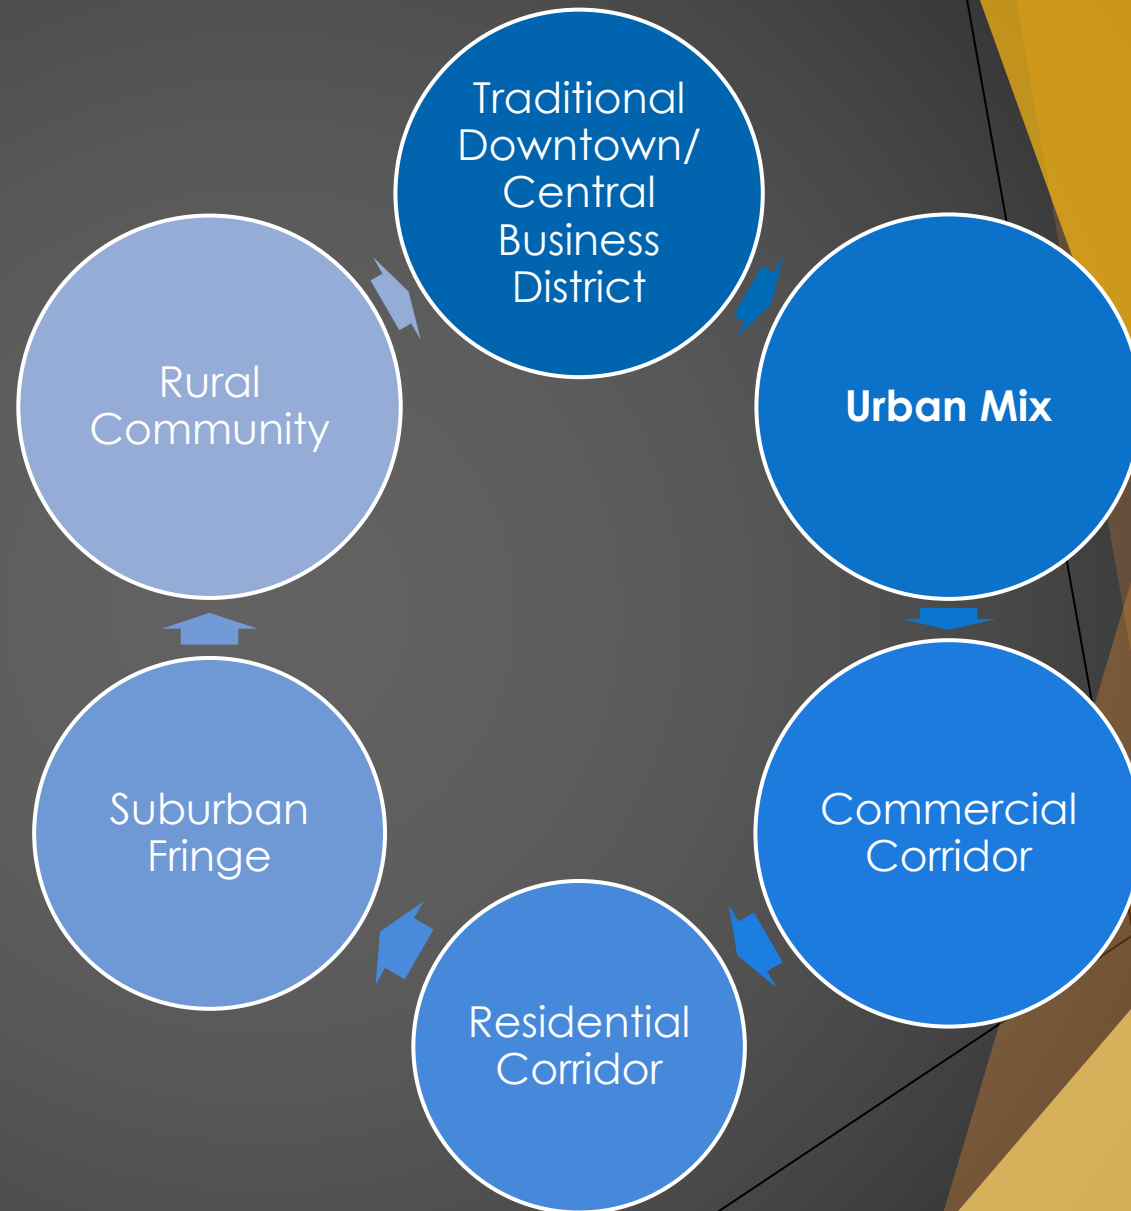 Traditional
Downtown/
Central
Business
District
Urban Mix
Commercial
Corridor
Residential
Corridor
Suburban
Fringe
Rural
Community